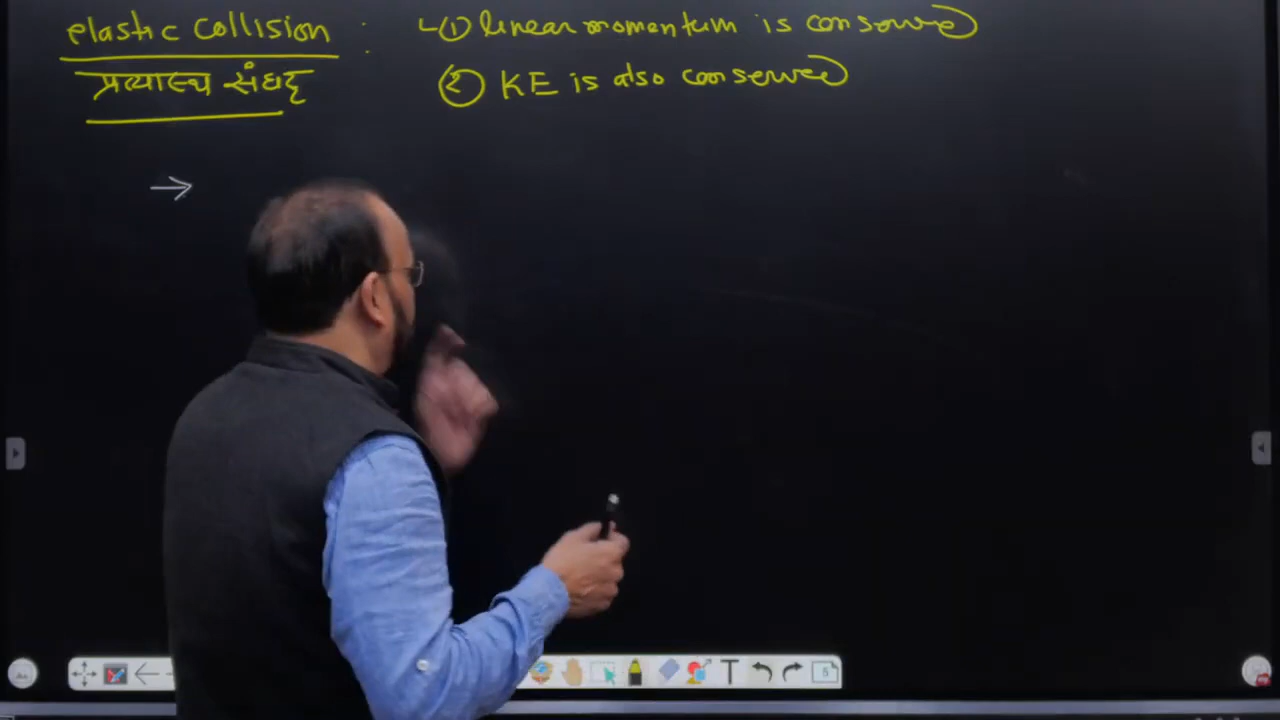 elastic collision : ① linear momentum is conserved
प्रत्यास्थ संघट्ट
② KE is also conserved
→
T